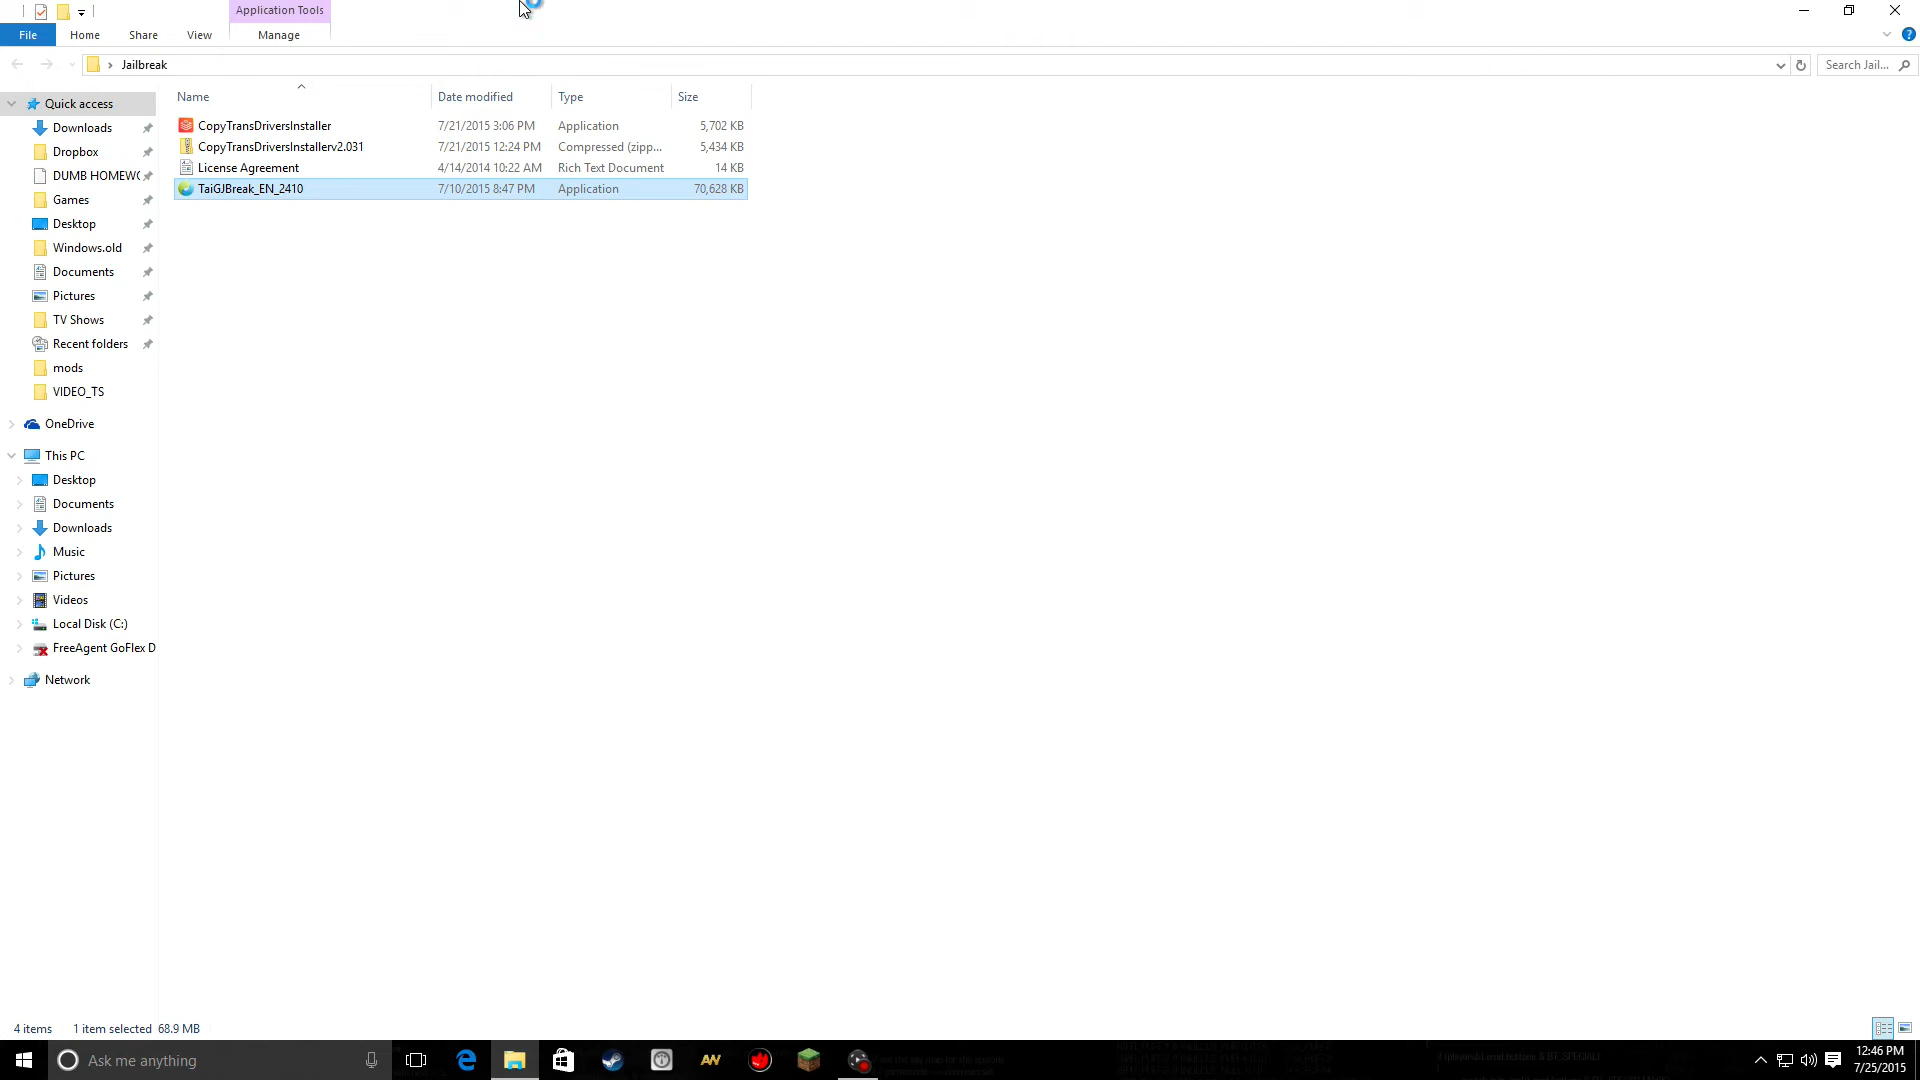 Application Tools
File
Home
Share
View
Manage
Jailbreak
Search Jail...
Name
Date modified
Type
Size
Quick access
Downloads
Dropbox
DUMB HOMEW
Games
Desktop
Windows.old
Documents
Pictures
TV Shows
Recent folders
mods
VIDEO_TS
OneDrive
This PC
Desktop
Documents
Downloads
Music
Pictures
Videos
Local Disk (C:)
FreeAgent GoFlex D
Network
CopyTransDriversInstaller 7/21/2015 3:06 PM Application 5,702 KB
CopyTransDriversInstallerv2.031 7/21/2015 12:24 PM Compressed (zipp... 5,434 KB
License Agreement 4/14/2014 10:22 AM Rich Text Document 14 KB
TaiGJBreak_EN_2410 7/10/2015 8:47 PM Application 70,628 KB
4 items 1 item selected 68.9 MB
Ask me anything
AW
12:46 PM
7/25/2015